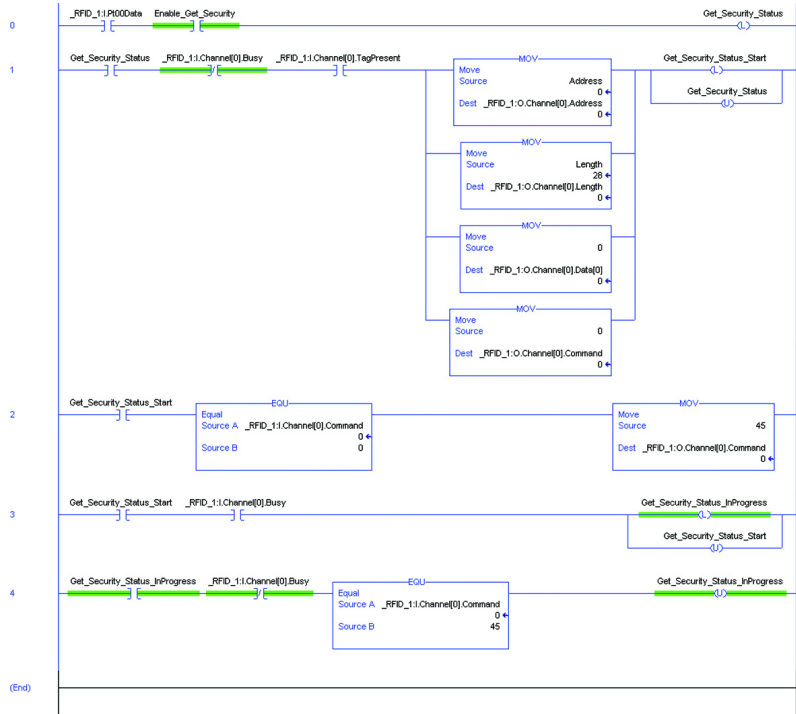 _RFID_1:I.Pt00Data Enable_Get_Security Get_Security_Status
0 (L)
Get_Security_Status _RFID_1:I.Channel[0].Busy _RFID_1:I.Channel[0].TagPresent Get_Security_Status_Start
1 MOV (L)
Move
Source Address
0
Dest _RFID_1:O.Channel[0].Address
0
Get_Security_Status
(U)
MOV
Move
Source Length
28
Dest _RFID_1:O.Channel[0].Length
0
MOV
Move
Source 0
Dest _RFID_1:O.Channel[0].Data[0]
0
MOV
Move
Source 0
Dest _RFID_1:O.Channel[0].Command
0
Get_Security_Status_Start
2 EQU
Equal
Source A _RFID_1:I.Channel[0].Command
0
Source B 0
MOV
Move
Source 45
Dest _RFID_1:O.Channel[0].Command
0
Get_Security_Status_Start _RFID_1:I.Channel[0].Busy Get_Security_Status_InProgress
3 (L)
Get_Security_Status_Start
(U)
Get_Security_Status_InProgress _RFID_1:I.Channel[0].Busy Get_Security_Status_InProgress
4 EQU (U)
Equal
Source A _RFID_1:I.Channel[0].Command
0
Source B 45
(End)